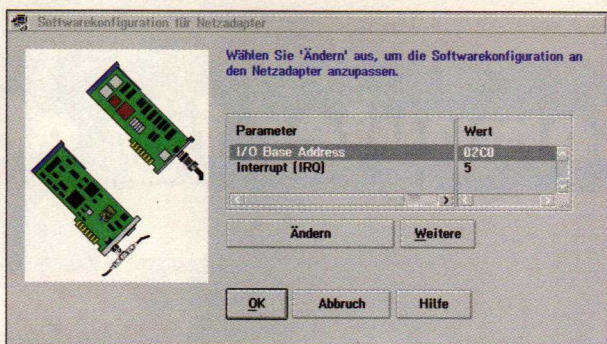 Softwarekonfiguration für Netzadapter
Wählen Sie 'Ändern' aus, um die Softwarekonfiguration an
den Netzadapter anzupassen.
Parameter Wert
I/O Base Address 02C0
Interrupt (IRQ) 5
Ändern Weitere
OK Abbruch Hilfe